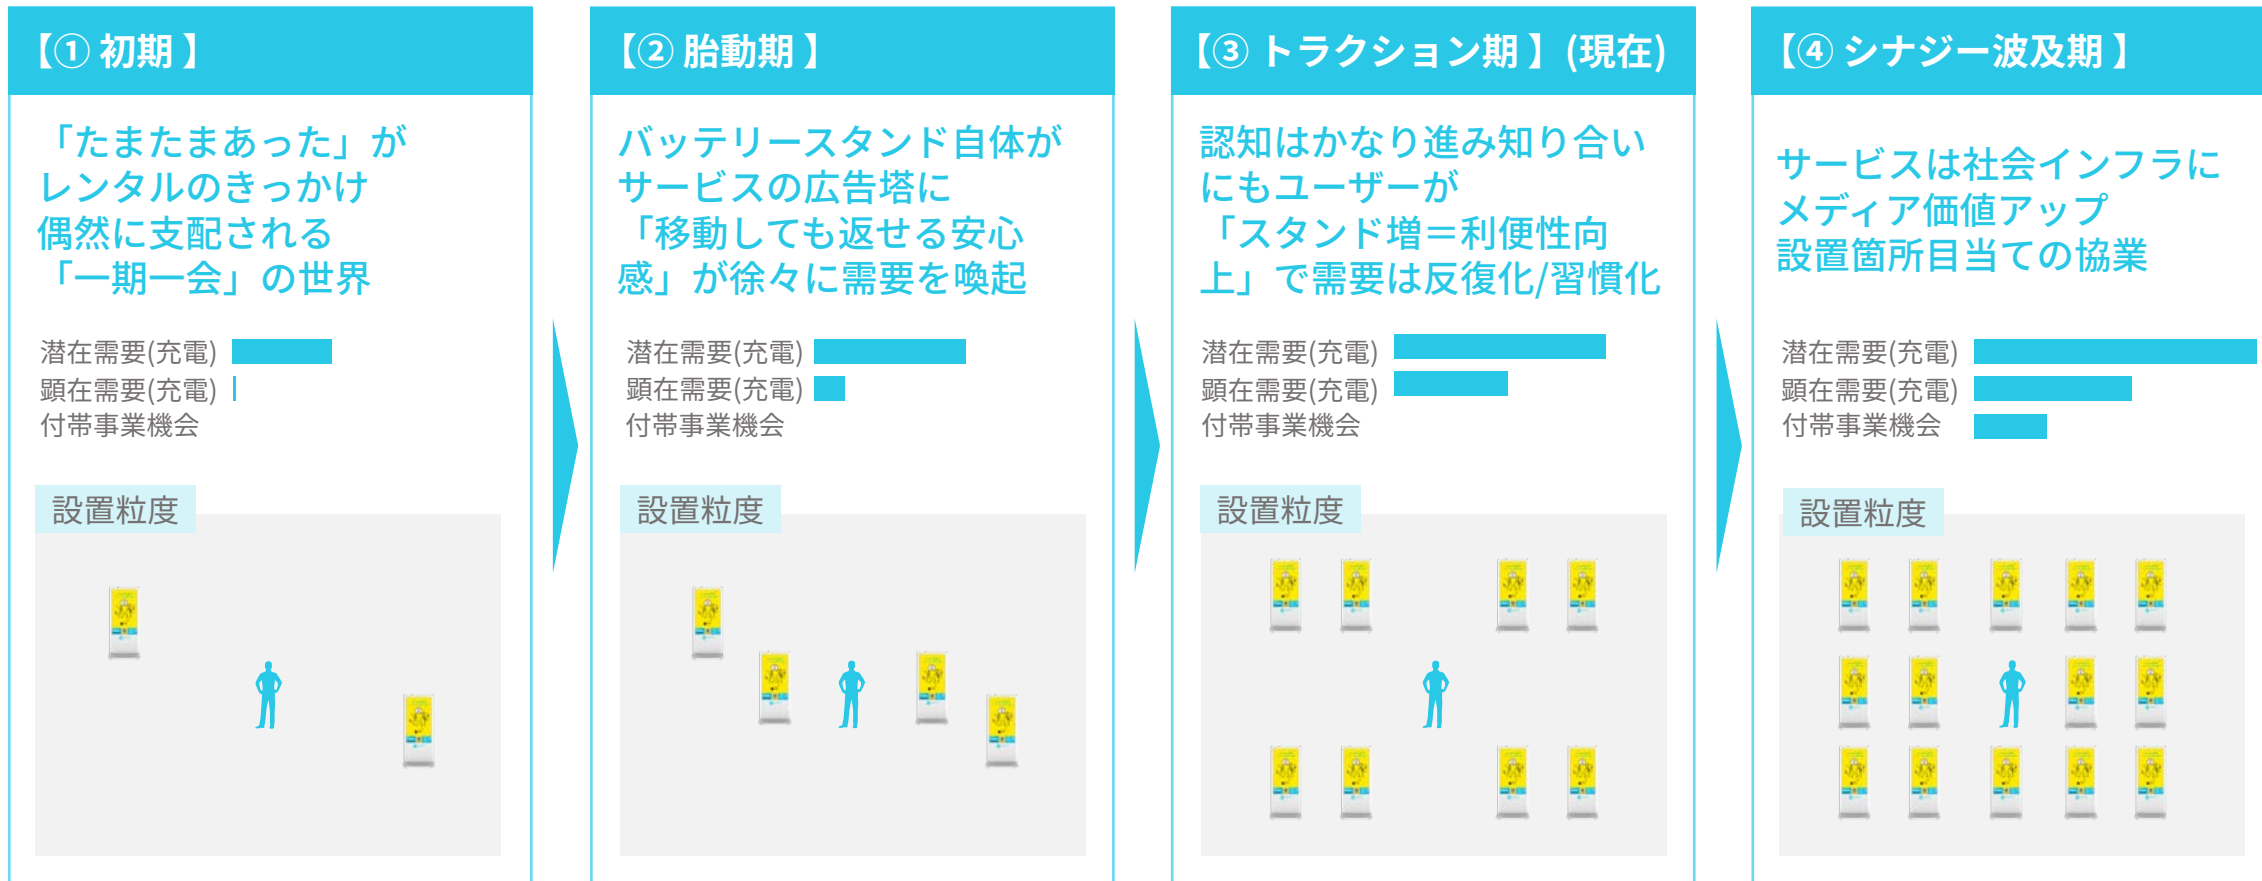 【① 初期 】
「たまたまあった」が
レンタルのきっかけ
偶然に支配される
「一期一会」の世界
潜在需要(充電)
顕在需要(充電)
付帯事業機会
設置粒度
【② 胎動期 】
バッテリースタンド自体が
サービスの広告塔に
「移動しても返せる安心
感」が徐々に需要を喚起
潜在需要(充電)
顕在需要(充電)
付帯事業機会
設置粒度
【③ トラクション期 】(現在)
認知はかなり進み知り合い
にもユーザーが
「スタンド増＝利便性向
上」で需要は反復化/習慣化
潜在需要(充電)
顕在需要(充電)
付帯事業機会
設置粒度
【④ シナジー波及期 】
サービスは社会インフラに
メディア価値アップ
設置箇所目当ての協業
潜在需要(充電)
顕在需要(充電)
付帯事業機会
設置粒度